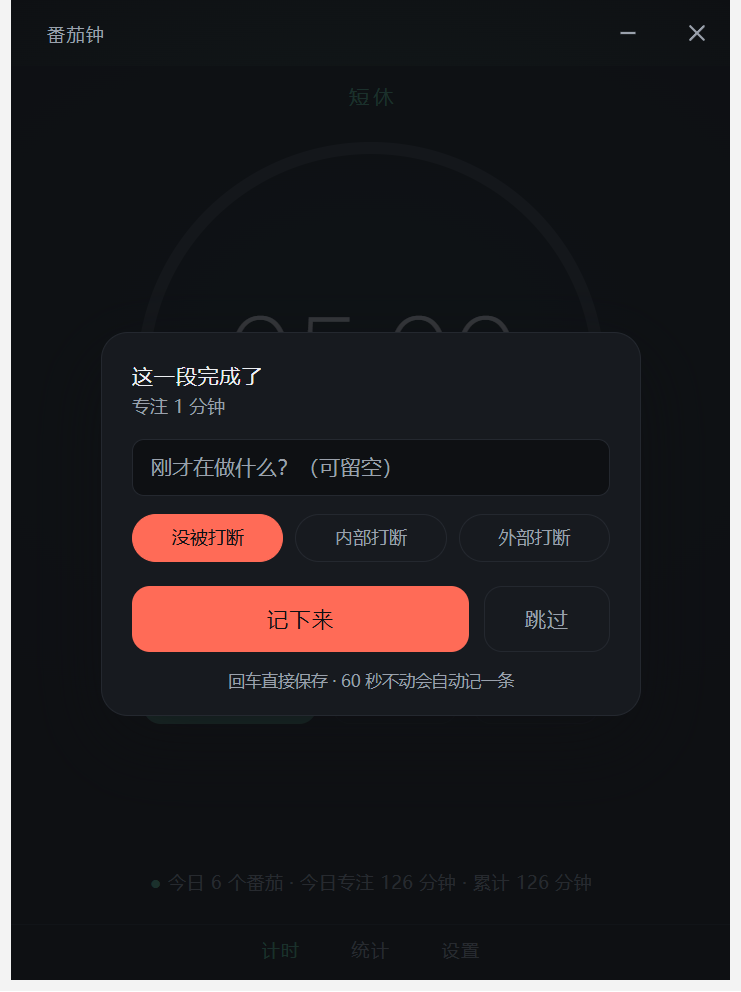 番茄钟
短休
05:00
这一段完成了
专注 1 分钟
刚才在做什么？（可留空）
没被打断 内部打断 外部打断
记下来 跳过
回车直接保存 · 60 秒不动会自动记一条
今日 6 个番茄 · 今日专注 126 分钟 · 累计 126 分钟
计时 统计 设置